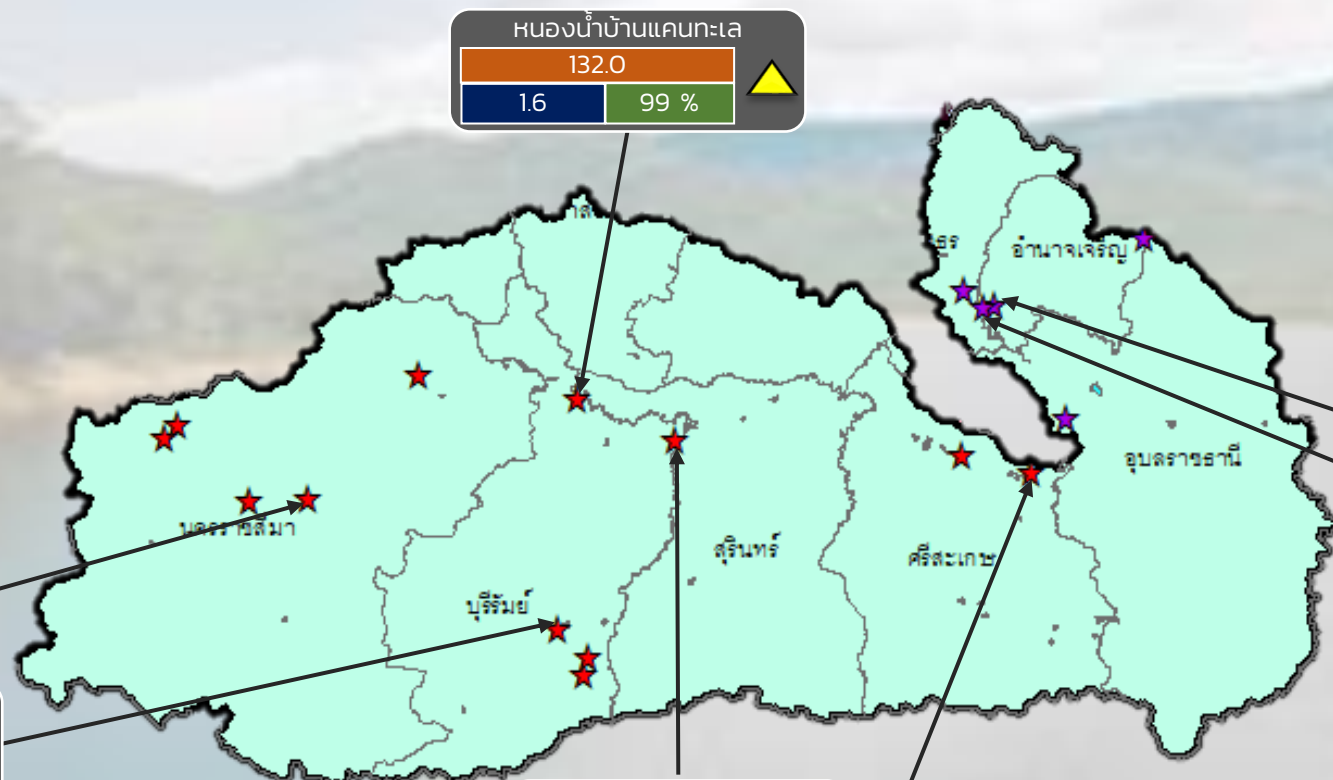 หนองน้ำบ้านแคนทะเล
132.0
1.6 99 %
อำนาจเจริญ
อุบลราชธานี
นครราชสีมา
สุรินทร์
ศรีสะเกษ
บุรีรัมย์